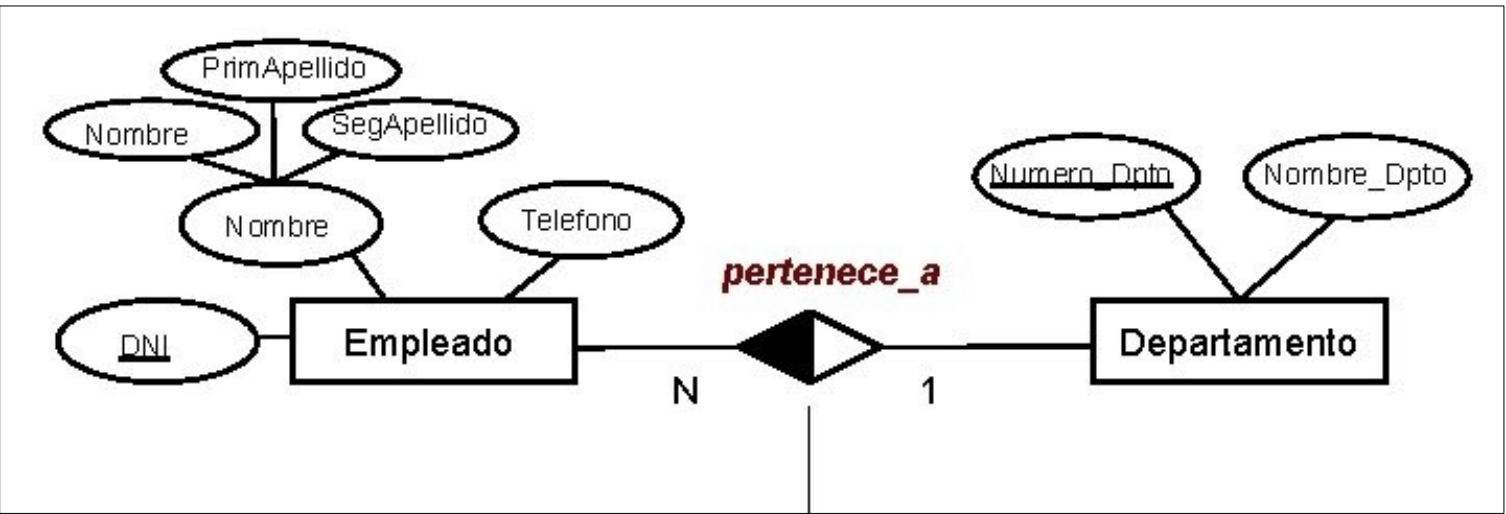 PrimApellido
Nombre
SegApellido
Nombre
Telefono
Numero_Dpto
Nombre_Dpto
pertenece_a
DNI
Empleado
Departamento
N
1